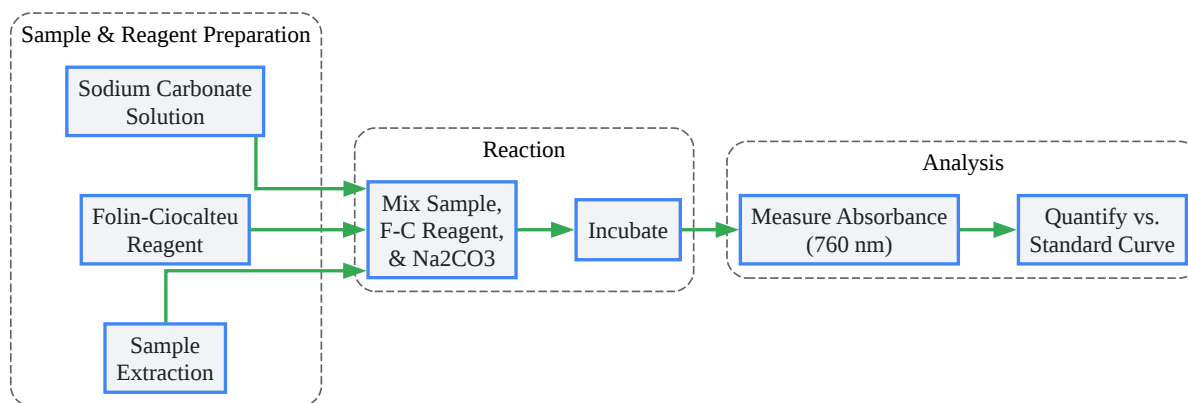 Sample & Reagent Preparation
Sodium Carbonate
Solution
Folin-Ciocalteu
Reagent
Sample
Extraction
Reaction
Mix Sample,
F-C Reagent,
& Na2CO3
Incubate
Analysis
Measure Absorbance
(760 nm)
Quantify vs.
Standard Curve